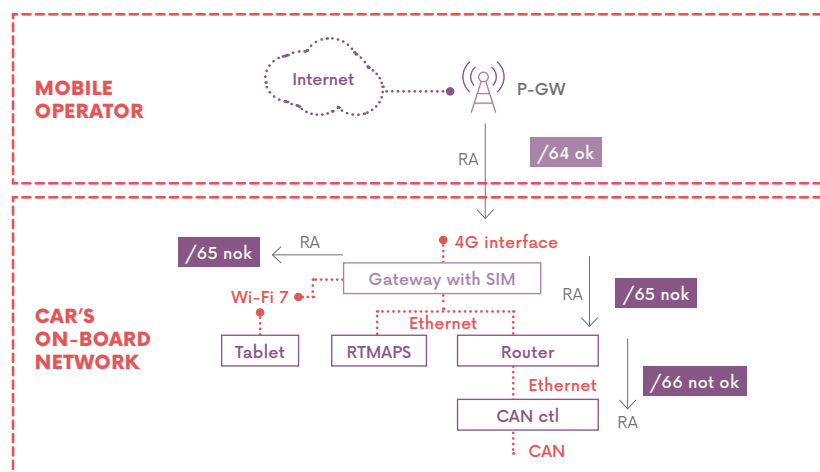 MOBILE
OPERATOR
Internet
P-GW
RA
/64 ok
CAR'S
ON-BOARD
NETWORK
/65 nok
RA
4G interface
Gateway with SIM
RA
/65 nok
Wi-Fi 7
Ethernet
Tablet
RTMAPS
Router
Ethernet
/66 not ok
CAN ctl
RA
CAN